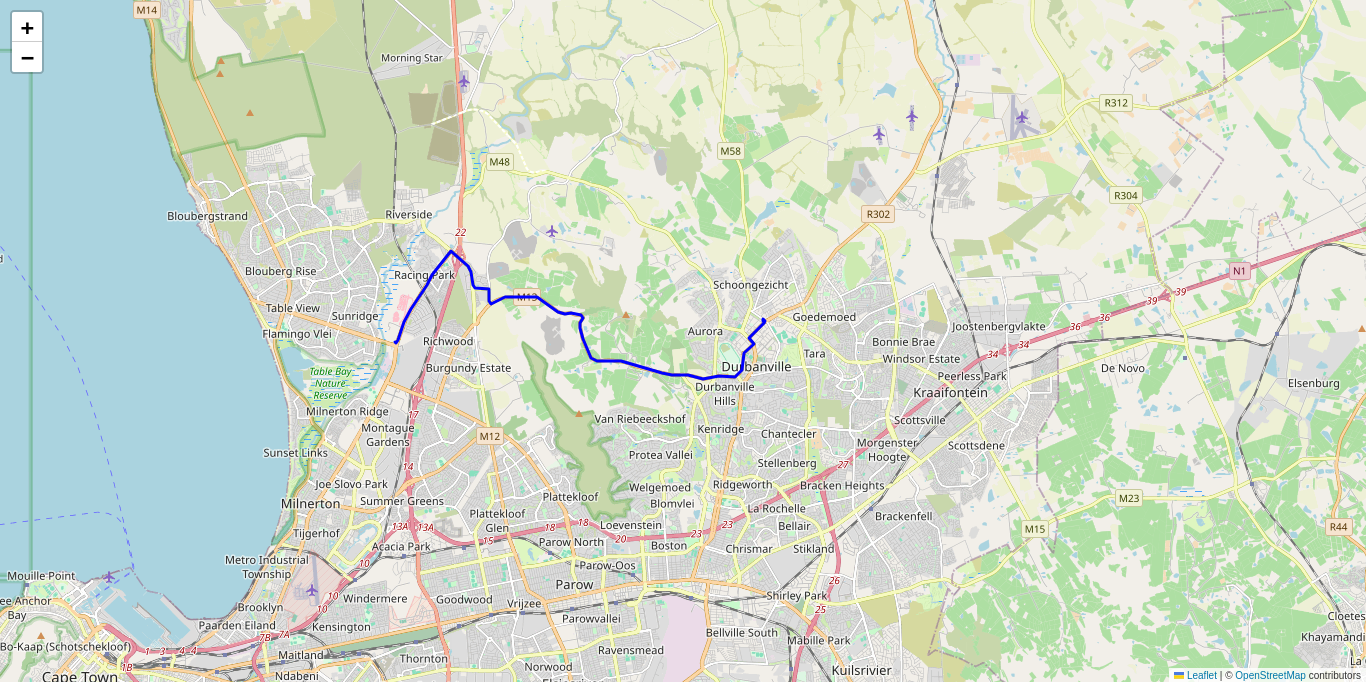 M14
+
−
Morning Star
R312
M58
M48
R304
Bloubergstrand
Riverside
R302
22
N1
Blouberg Rise
Racing Park
Schoongezicht
39
39
M13
Table View
Sunridge
Goedemoed
36
36
Flamingo Vlei
Aurora
Joostenbergvlakte
Richwood
Bonnie Brae
34
34
Tara
Windsor Estate
Burgundy Estate
Durbanville
De Novo
Table Bay
Nature
Reserve
Peerless Park
Elsenburg
Durbanville
Hills
Kraaifontein
Milnerton Ridge
17
Van Riebeeckshof
Scottsville
Montague
Gardens
Kenridge
Chantecler
M12
Morgenster
Hoogte
Scottsdene
Sunset Links
Protea Vallei
14
Stellenberg
27
Joe Slovo Park
Welgemoed
Ridgeworth
Bracken Heights
Plattekloof
M23
Summer Greens
Milnerton
Blomvlei
La Rochelle
Plattekloof
Glen
Brackenfell
13A
13A
18
18
Loevenstein
23
Bellair
M15
R44
Tijgerhof
23
15
20
Parow North
Boston
Chrismar
Stikland
Acacia Park
Metro Industrial
Township
10
Parow-Oos
Mouille Point
Parow
26
Shirley Park
Windermere
Goodwood
Vrijzee
ee Anchor
Bay
Brooklyn
10
10
25
Parowvallei
Cloetes
Paarden Eiland
Kensington
7B
7A
Bellville South
Mabille Park
Khayamandi
Bo-Kaap (Schotschekloof)
1
3
4
4
Maitland
Ravensmead
Thornton
1B
Norwood
Kuilsrivier
La
Cape Town
Ndabeni
Leaflet | © OpenStreetMap contributors